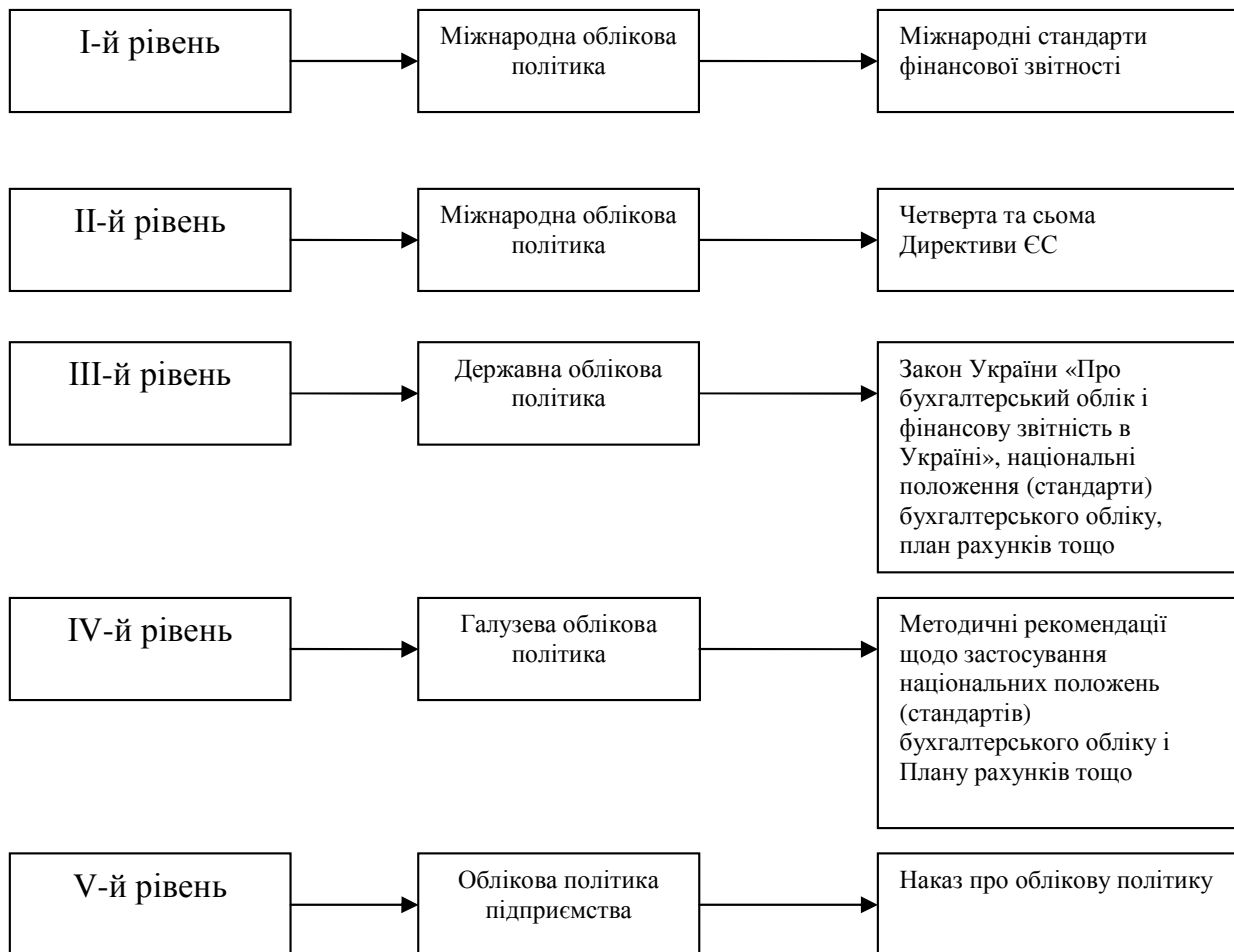 I-й рівень
Міжнародна облікова
політика
Міжнародні стандарти
фінансової звітності
II-й рівень
Міжнародна облікова
політика
Четверта та сьома
Директиви ЄС
III-й рівень
Державна облікова
політика
Закон України «Про
бухгалтерський облік і
фінансову звітність в
Україні», національні
положення (стандарти)
бухгалтерського обліку,
план рахунків тощо
IV-й рівень
Галузева облікова
політика
Методичні рекомендації
щодо застосування
національних положень
(стандартів)
бухгалтерського обліку і
Плану рахунків тощо
V-й рівень
Облікова політика
підприємства
Наказ про облікову політику